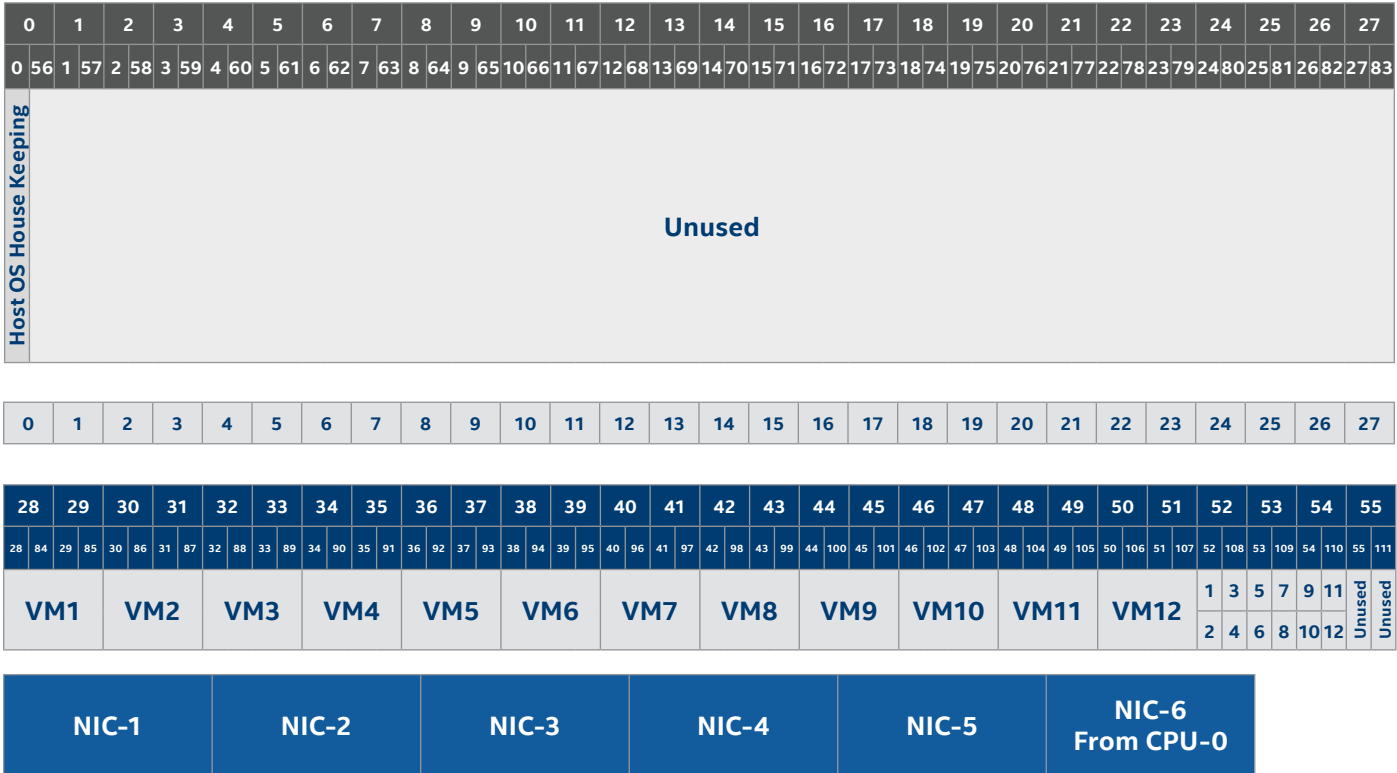 0 1 2 3 4 5 6 7 8 9 10 11 12 13 14 15 16 17 18 19 20 21 22 23 24 25 26 27
0 56 1 57 2 58 3 59 4 60 5 61 6 62 7 63 8 64 9 65 10 66 11 67 12 68 13 69 14 70 15 71 16 72 17 73 18 74 19 75 20 76 21 77 22 78 23 79 24 80 25 81 26 82 27 83
Host OS House Keeping
Unused
0 1 2 3 4 5 6 7 8 9 10 11 12 13 14 15 16 17 18 19 20 21 22 23 24 25 26 27
28 29 30 31 32 33 34 35 36 37 38 39 40 41 42 43 44 45 46 47 48 49 50 51 52 53 54 55
28 84 29 85 30 86 31 87 32 88 33 89 34 90 35 91 36 92 37 93 38 94 39 95 40 96 41 97 42 98 43 99 44 100 45 101 46 102 47 103 48 104 49 105 50 106 51 107 52 108 53 109 54 110 55 111
VM1 VM2 VM3 VM4 VM5 VM6 VM7 VM8 VM9 VM10 VM11 VM12
1 3 5 7 9 11
2 4 6 8 10 12
Unused
Unused
NIC-1 NIC-2 NIC-3 NIC-4 NIC-5 NIC-6
From CPU-0